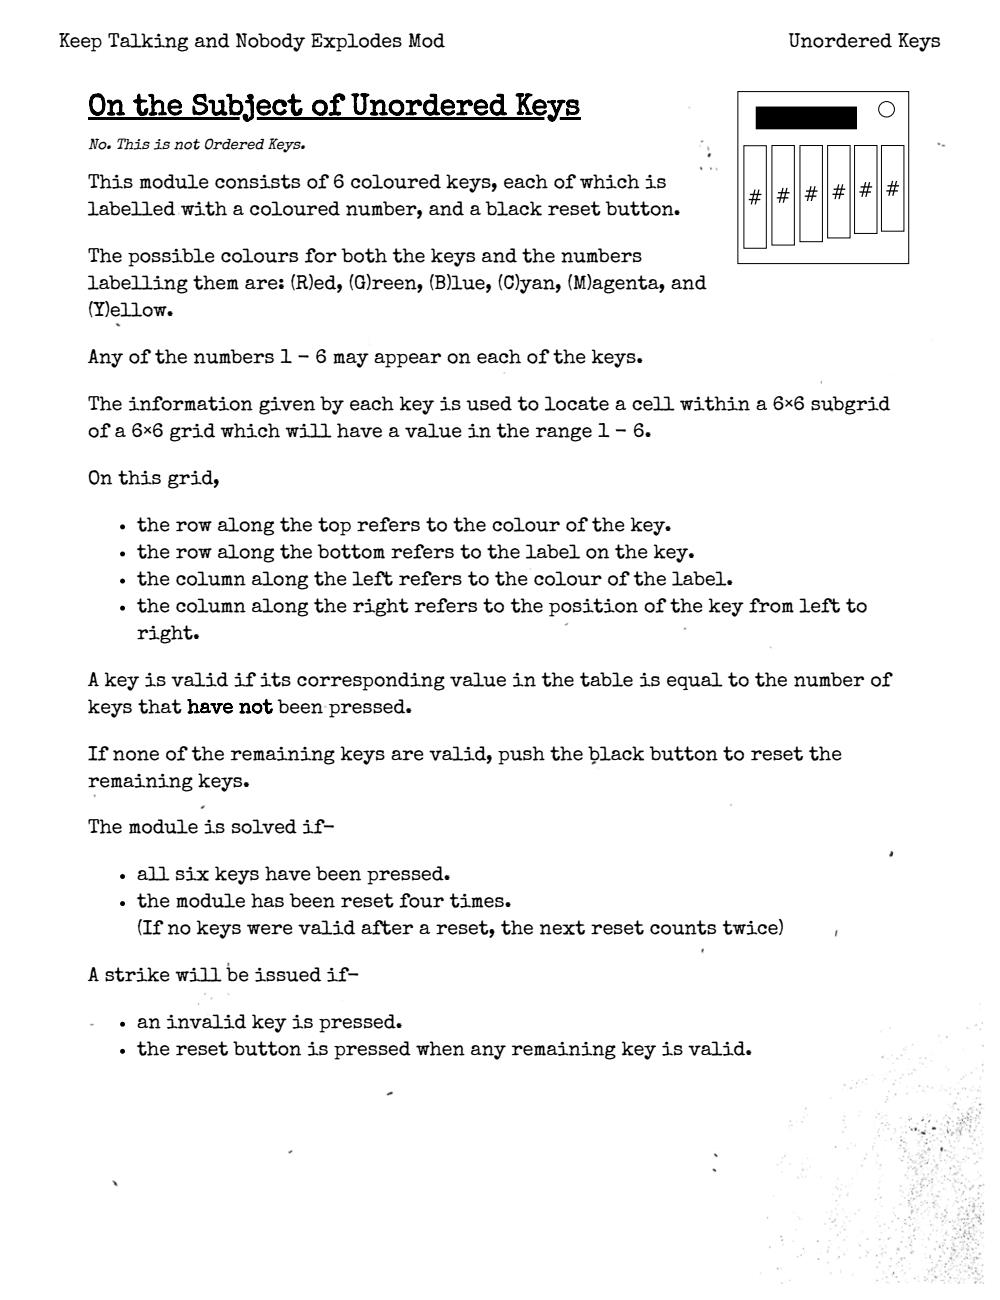 Keep Talking and Nobody Explodes Mod
Unordered Keys
On the Subject of Unordered Keys
No. This is not Ordered Keys.
This module consists of 6 coloured keys, each of which is
labelled with a coloured number, and a black reset button.
The possible colours for both the keys and the numbers
labelling them are: (R)ed, (G)reen, (B)lue, (C)yan, (M)agenta, and
(Y)ellow.
# # # # # #
Any of the numbers 1 – 6 may appear on each of the keys.
The information given by each key is used to locate a cell within a 6×6 subgrid
of a 6×6 grid which will have a value in the range 1 – 6.
On this grid,
• the row along the top refers to the colour of the key.
• the row along the bottom refers to the label on the key.
• the column along the left refers to the colour of the label.
• the column along the right refers to the position of the key from left to
right.
A key is valid if its corresponding value in the table is equal to the number of
keys that have not been pressed.
If none of the remaining keys are valid, push the black button to reset the
remaining keys.
The module is solved if–
• all six keys have been pressed.
• the module has been reset four times.
(If no keys were valid after a reset, the next reset counts twice)
A strike will be issued if–
• an invalid key is pressed.
• the reset button is pressed when any remaining key is valid.